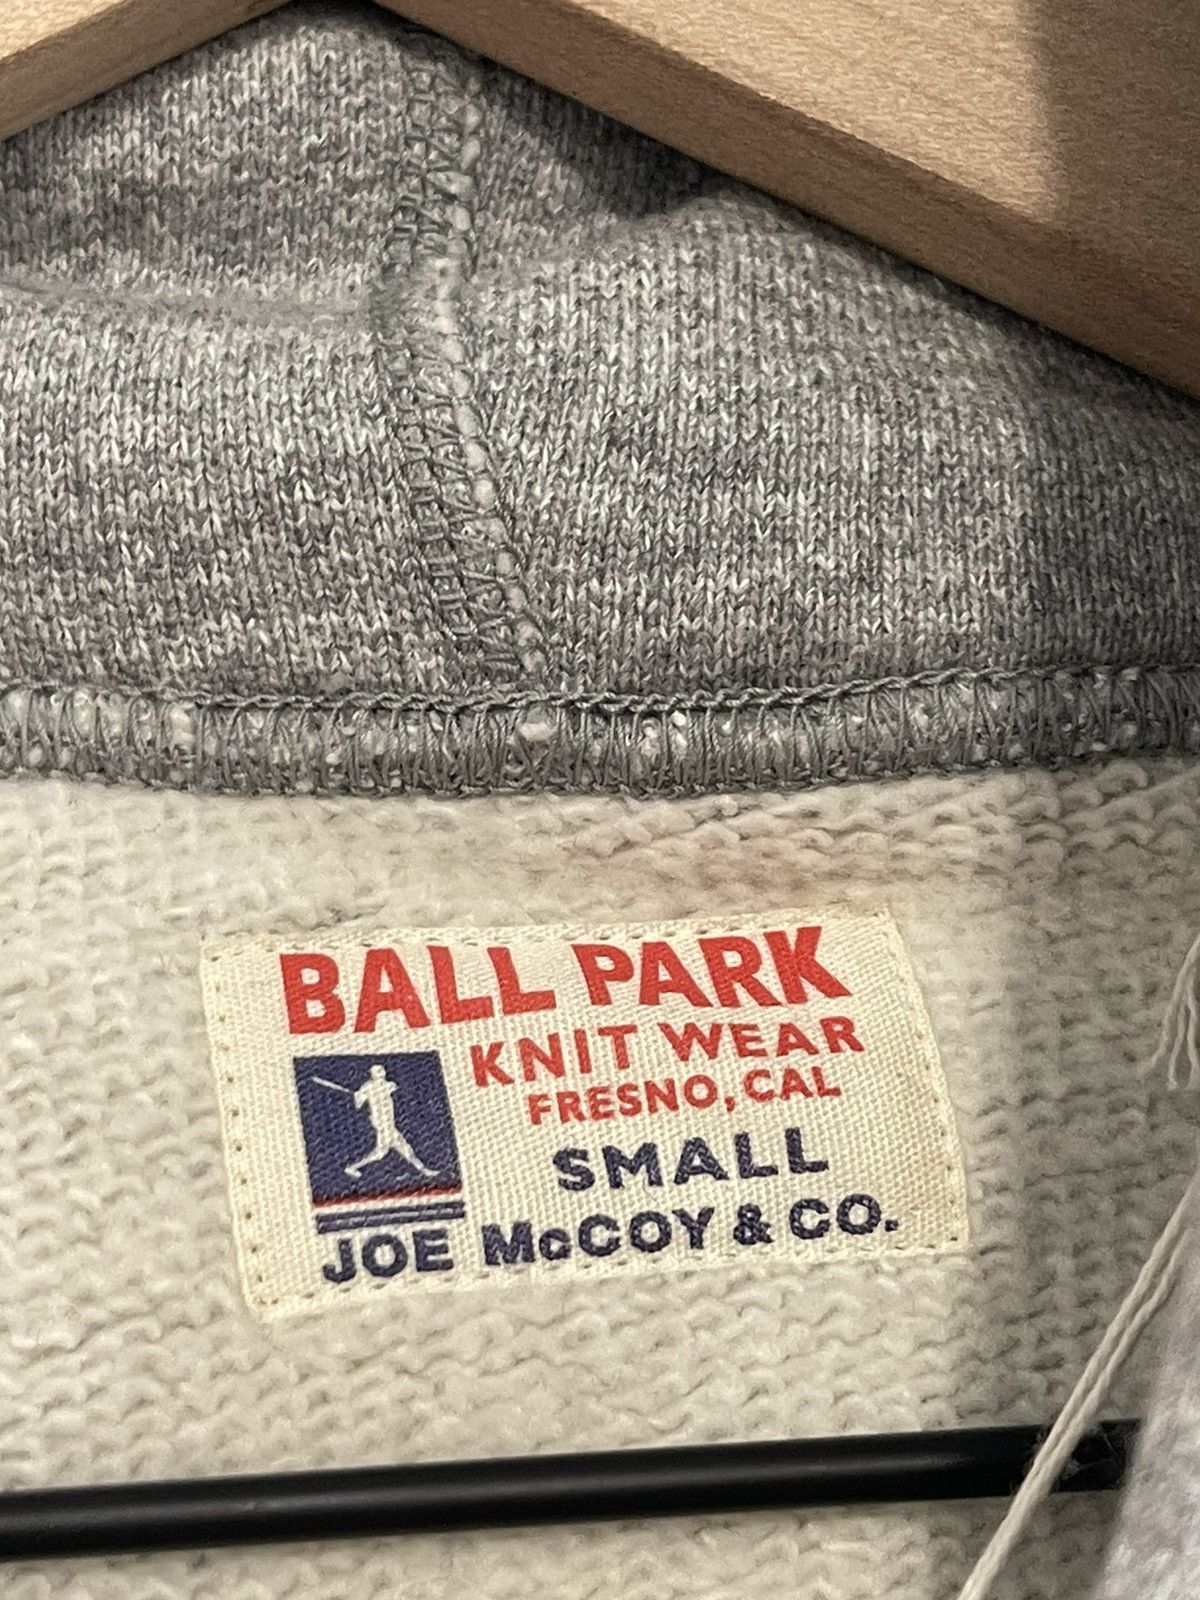 BALL PARK
KNIT WEAR
FRESNO, CAL
SMALL
JOE McCOY & CO.